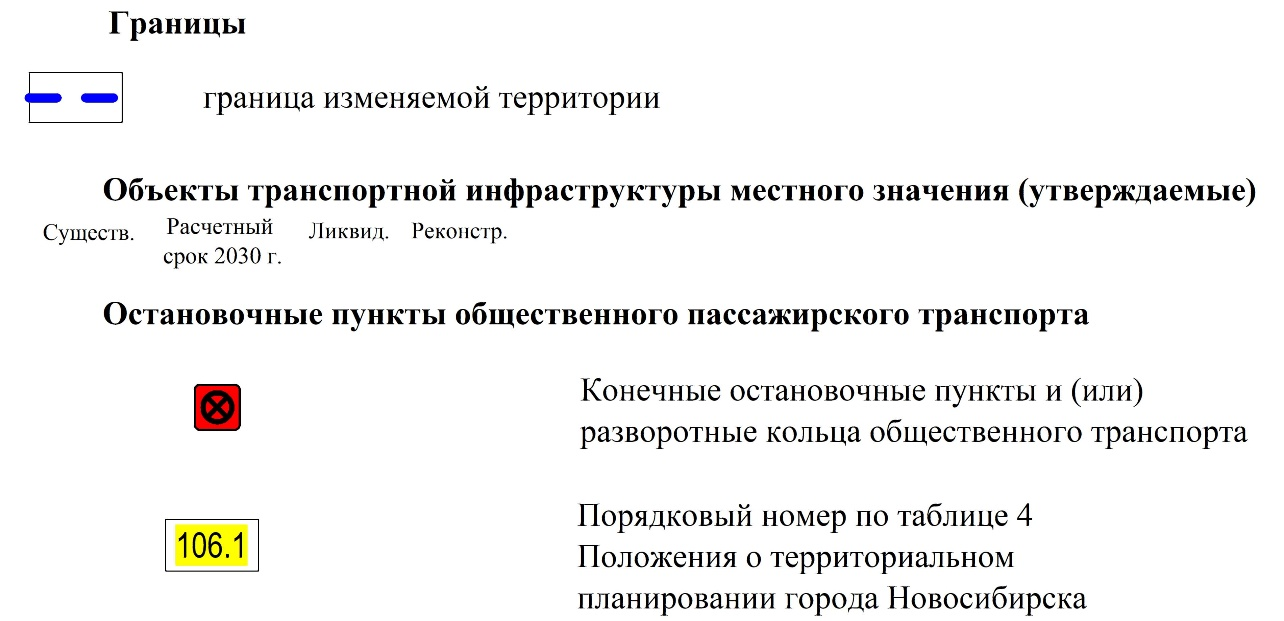 Границы
граница изменяемой территории
Объекты транспортной инфраструктуры местного значения (утверждаемые)
Существ. Расчетный срок 2030 г. Ликвид. Реконстр.
Остановочные пункты общественного пассажирского транспорта
Конечные остановочные пункты и (или)
разворотные кольца общественного транспорта
106.1
Порядковый номер по таблице 4
Положения о территориальном
планировании города Новосибирска